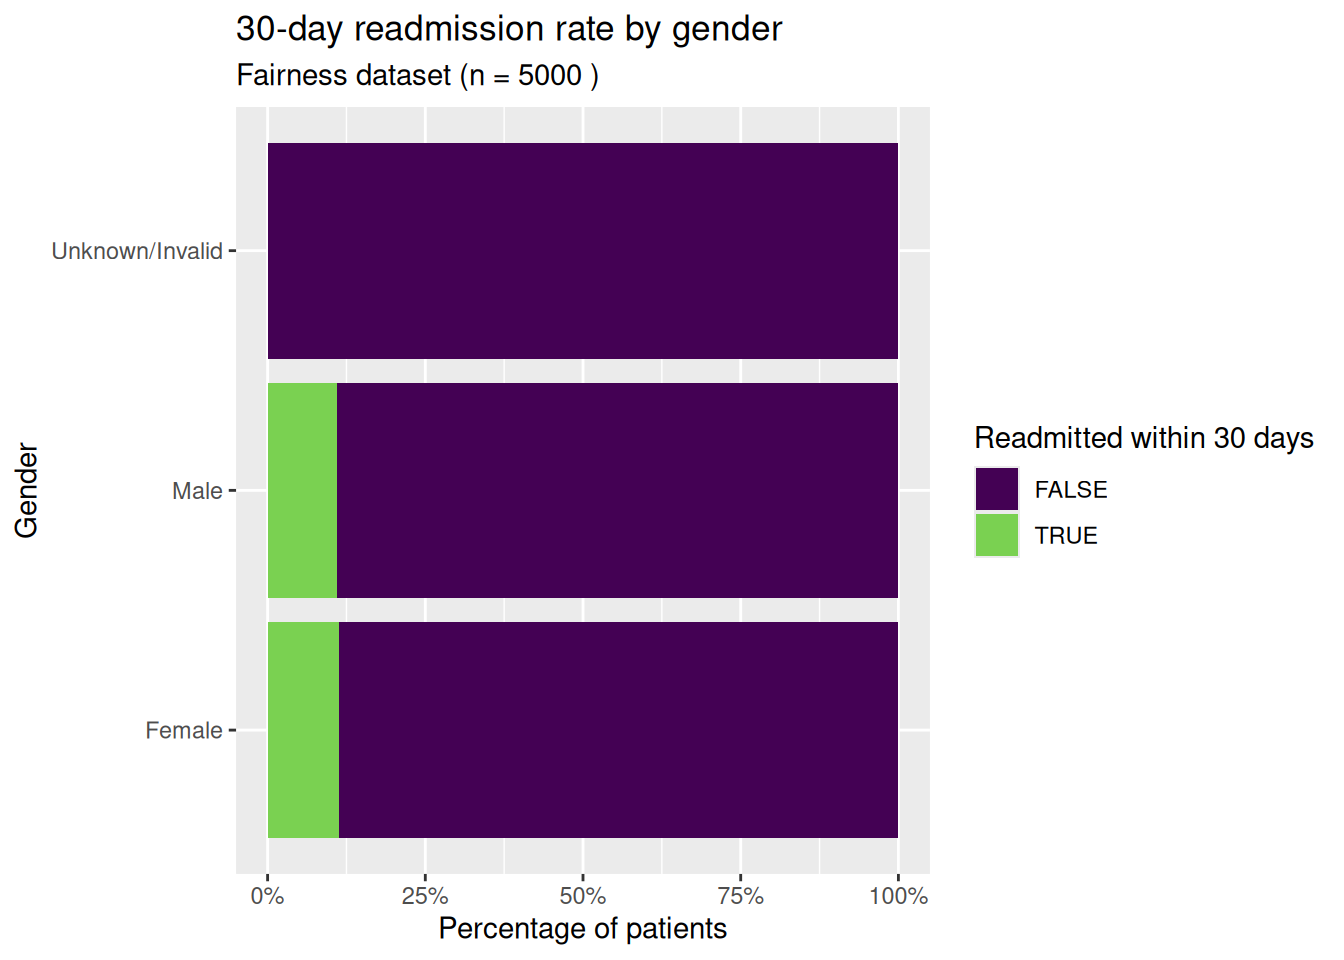 30-day readmission rate by gender
Fairness dataset (n = 5000 )
Unknown/Invalid
Male
Female
Gender
0% 25% 50% 75% 100%
Percentage of patients
Readmitted within 30 days
FALSE
TRUE